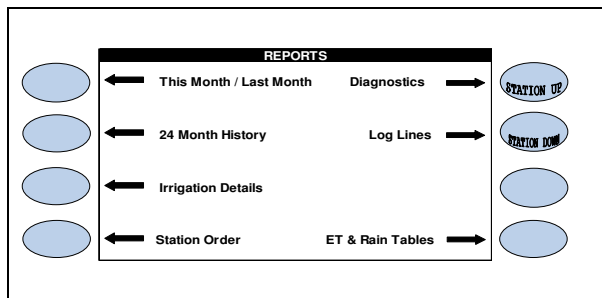 REPORTS
This Month / Last Month Diagnostics STATION UP
24 Month History Log Lines STATION DOWN
Irrigation Details
Station Order ET & Rain Tables